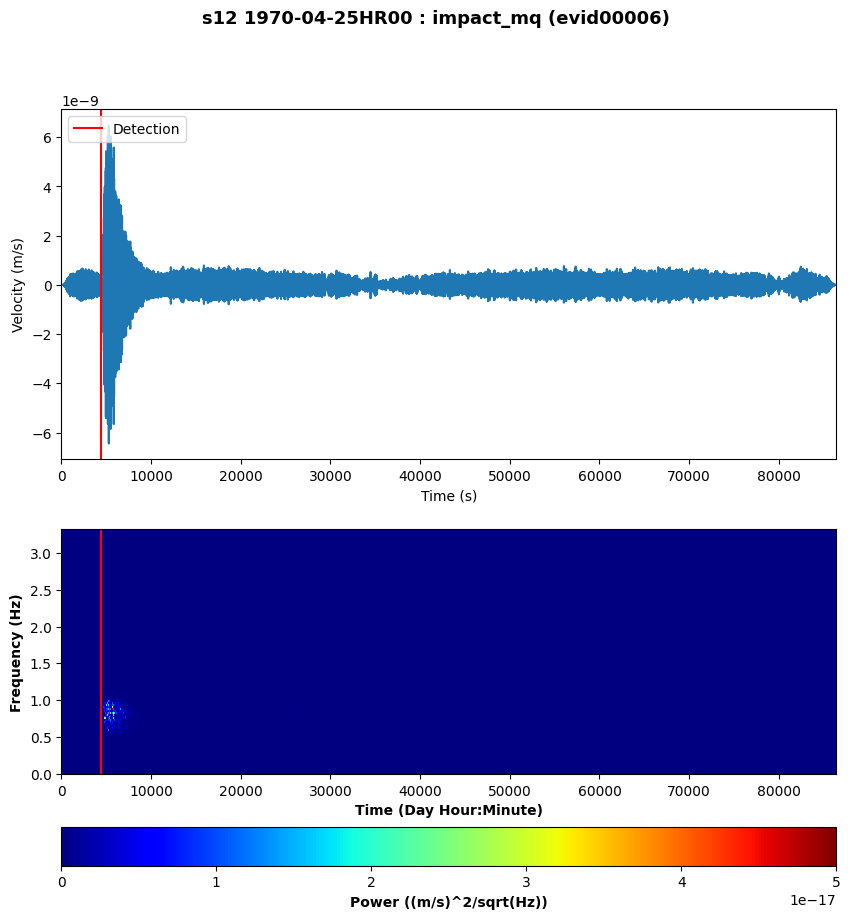 s12 1970-04-25HR00 : impact_mq (evid00006)
1e−9
Detection
6
4
2
0
−2
−4
−6
Velocity (m/s)
0 10000 20000 30000 40000 50000 60000 70000 80000
Time (s)
3.0
2.5
2.0
1.5
1.0
0.5
0.0
Frequency (Hz)
0 10000 20000 30000 40000 50000 60000 70000 80000
Time (Day Hour:Minute)
0 1 2 3 4 5
1e−17
Power ((m/s)^2/sqrt(Hz))